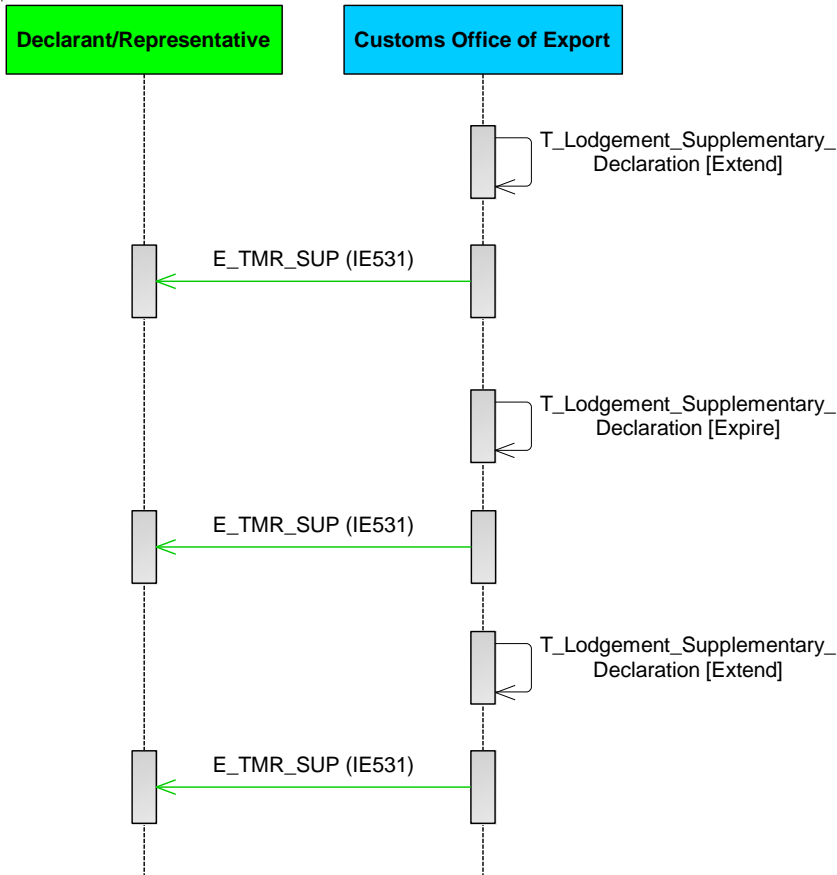 Declarant/Representative
Customs Office of Export
T_Lodgement_Supplementary_
Declaration [Extend]
E_TMR_SUP (IE531)
T_Lodgement_Supplementary_
Declaration [Expire]
E_TMR_SUP (IE531)
T_Lodgement_Supplementary_
Declaration [Extend]
E_TMR_SUP (IE531)